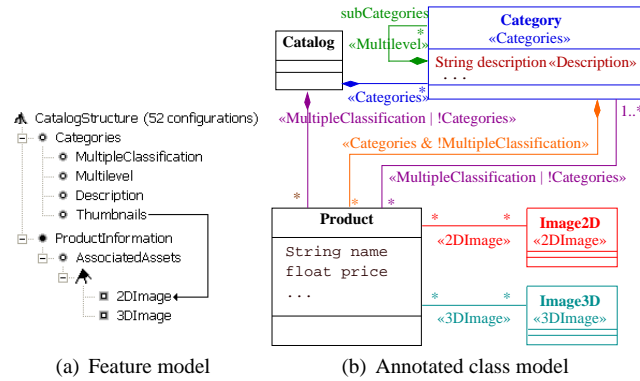 CatalogStructure (52 configurations)
Categories
MultipleClassification
Multilevel
Description
Thumbnails
ProductInformation
AssociatedAssets
2DImage
3DImage
(a) Feature model
subCategories
*
«Multilevel»
Catalog
Category
«Categories»
String description «Description»
. . .
*
«Categories»
1..*
«MultipleClassification | !Categories»
«Categories & !MultipleClassification»
«MultipleClassification | !Categories»
* * *
Product
String name
float price
...
* *
«2DImage»
Image2D
«2DImage»
* *
«3DImage»
Image3D
«3DImage»
(b) Annotated class model